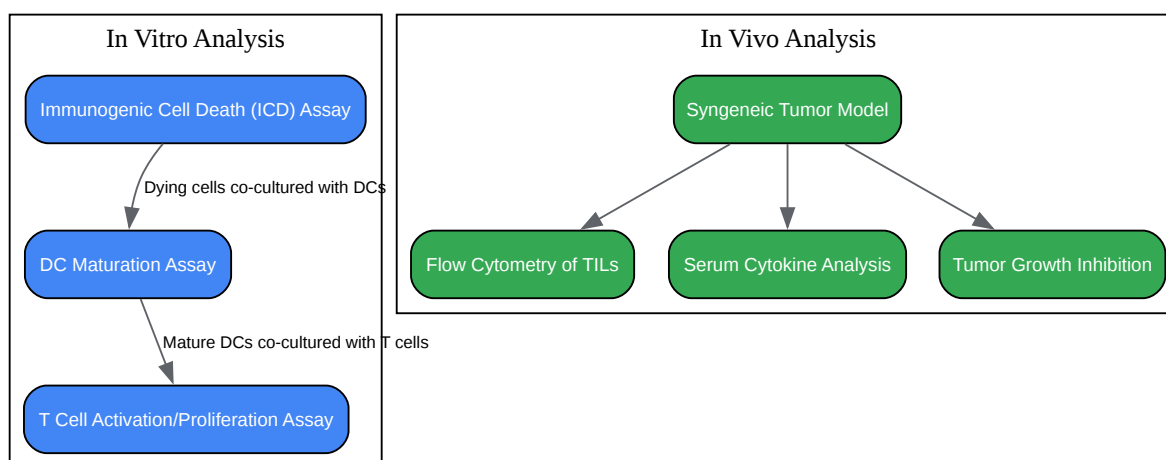 In Vitro Analysis
Immunogenic Cell Death (ICD) Assay
Dying cells co-cultured with DCs
DC Maturation Assay
Mature DCs co-cultured with T cells
T Cell Activation/Proliferation Assay
In Vivo Analysis
Syngeneic Tumor Model
Flow Cytometry of TILs
Serum Cytokine Analysis
Tumor Growth Inhibition